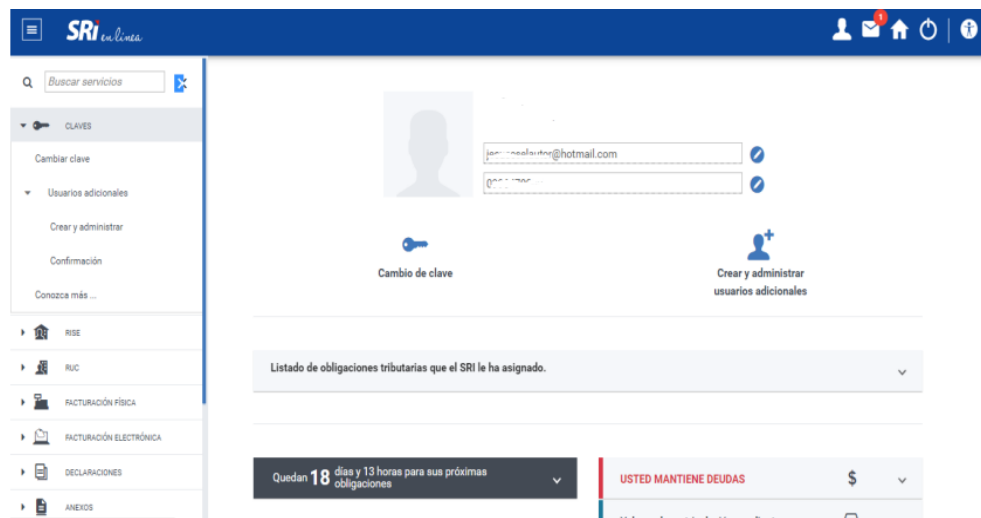 SRi en línea
1
Buscar servicios
CLAVES
Cambiar clave
Usuarios adicionales
Crear y administrar
Confirmación
Conozca más ...
RISE
RUC
FACTURACIÓN FÍSICA
FACTURACIÓN ELECTRÓNICA
DECLARACIONES
ANEXOS
@hotmail.com
Cambio de clave
Crear y administrar
usuarios adicionales
Listado de obligaciones tributarias que el SRI le ha asignado.
Quedan 18 días y 13 horas para sus próximas
obligaciones
USTED MANTIENE DEUDAS
$